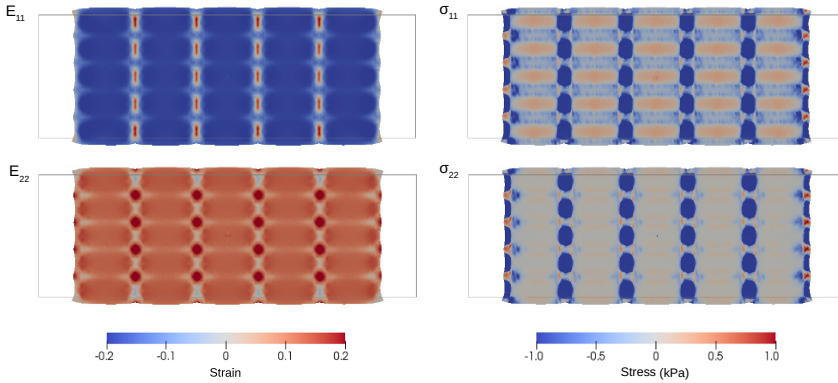 E₁₁
σ₁₁
E₂₂
σ₂₂
-0.2 -0.1 0 0.1 0.2
Strain
-1.0 -0.5 0 0.5 1.0
Stress (kPa)